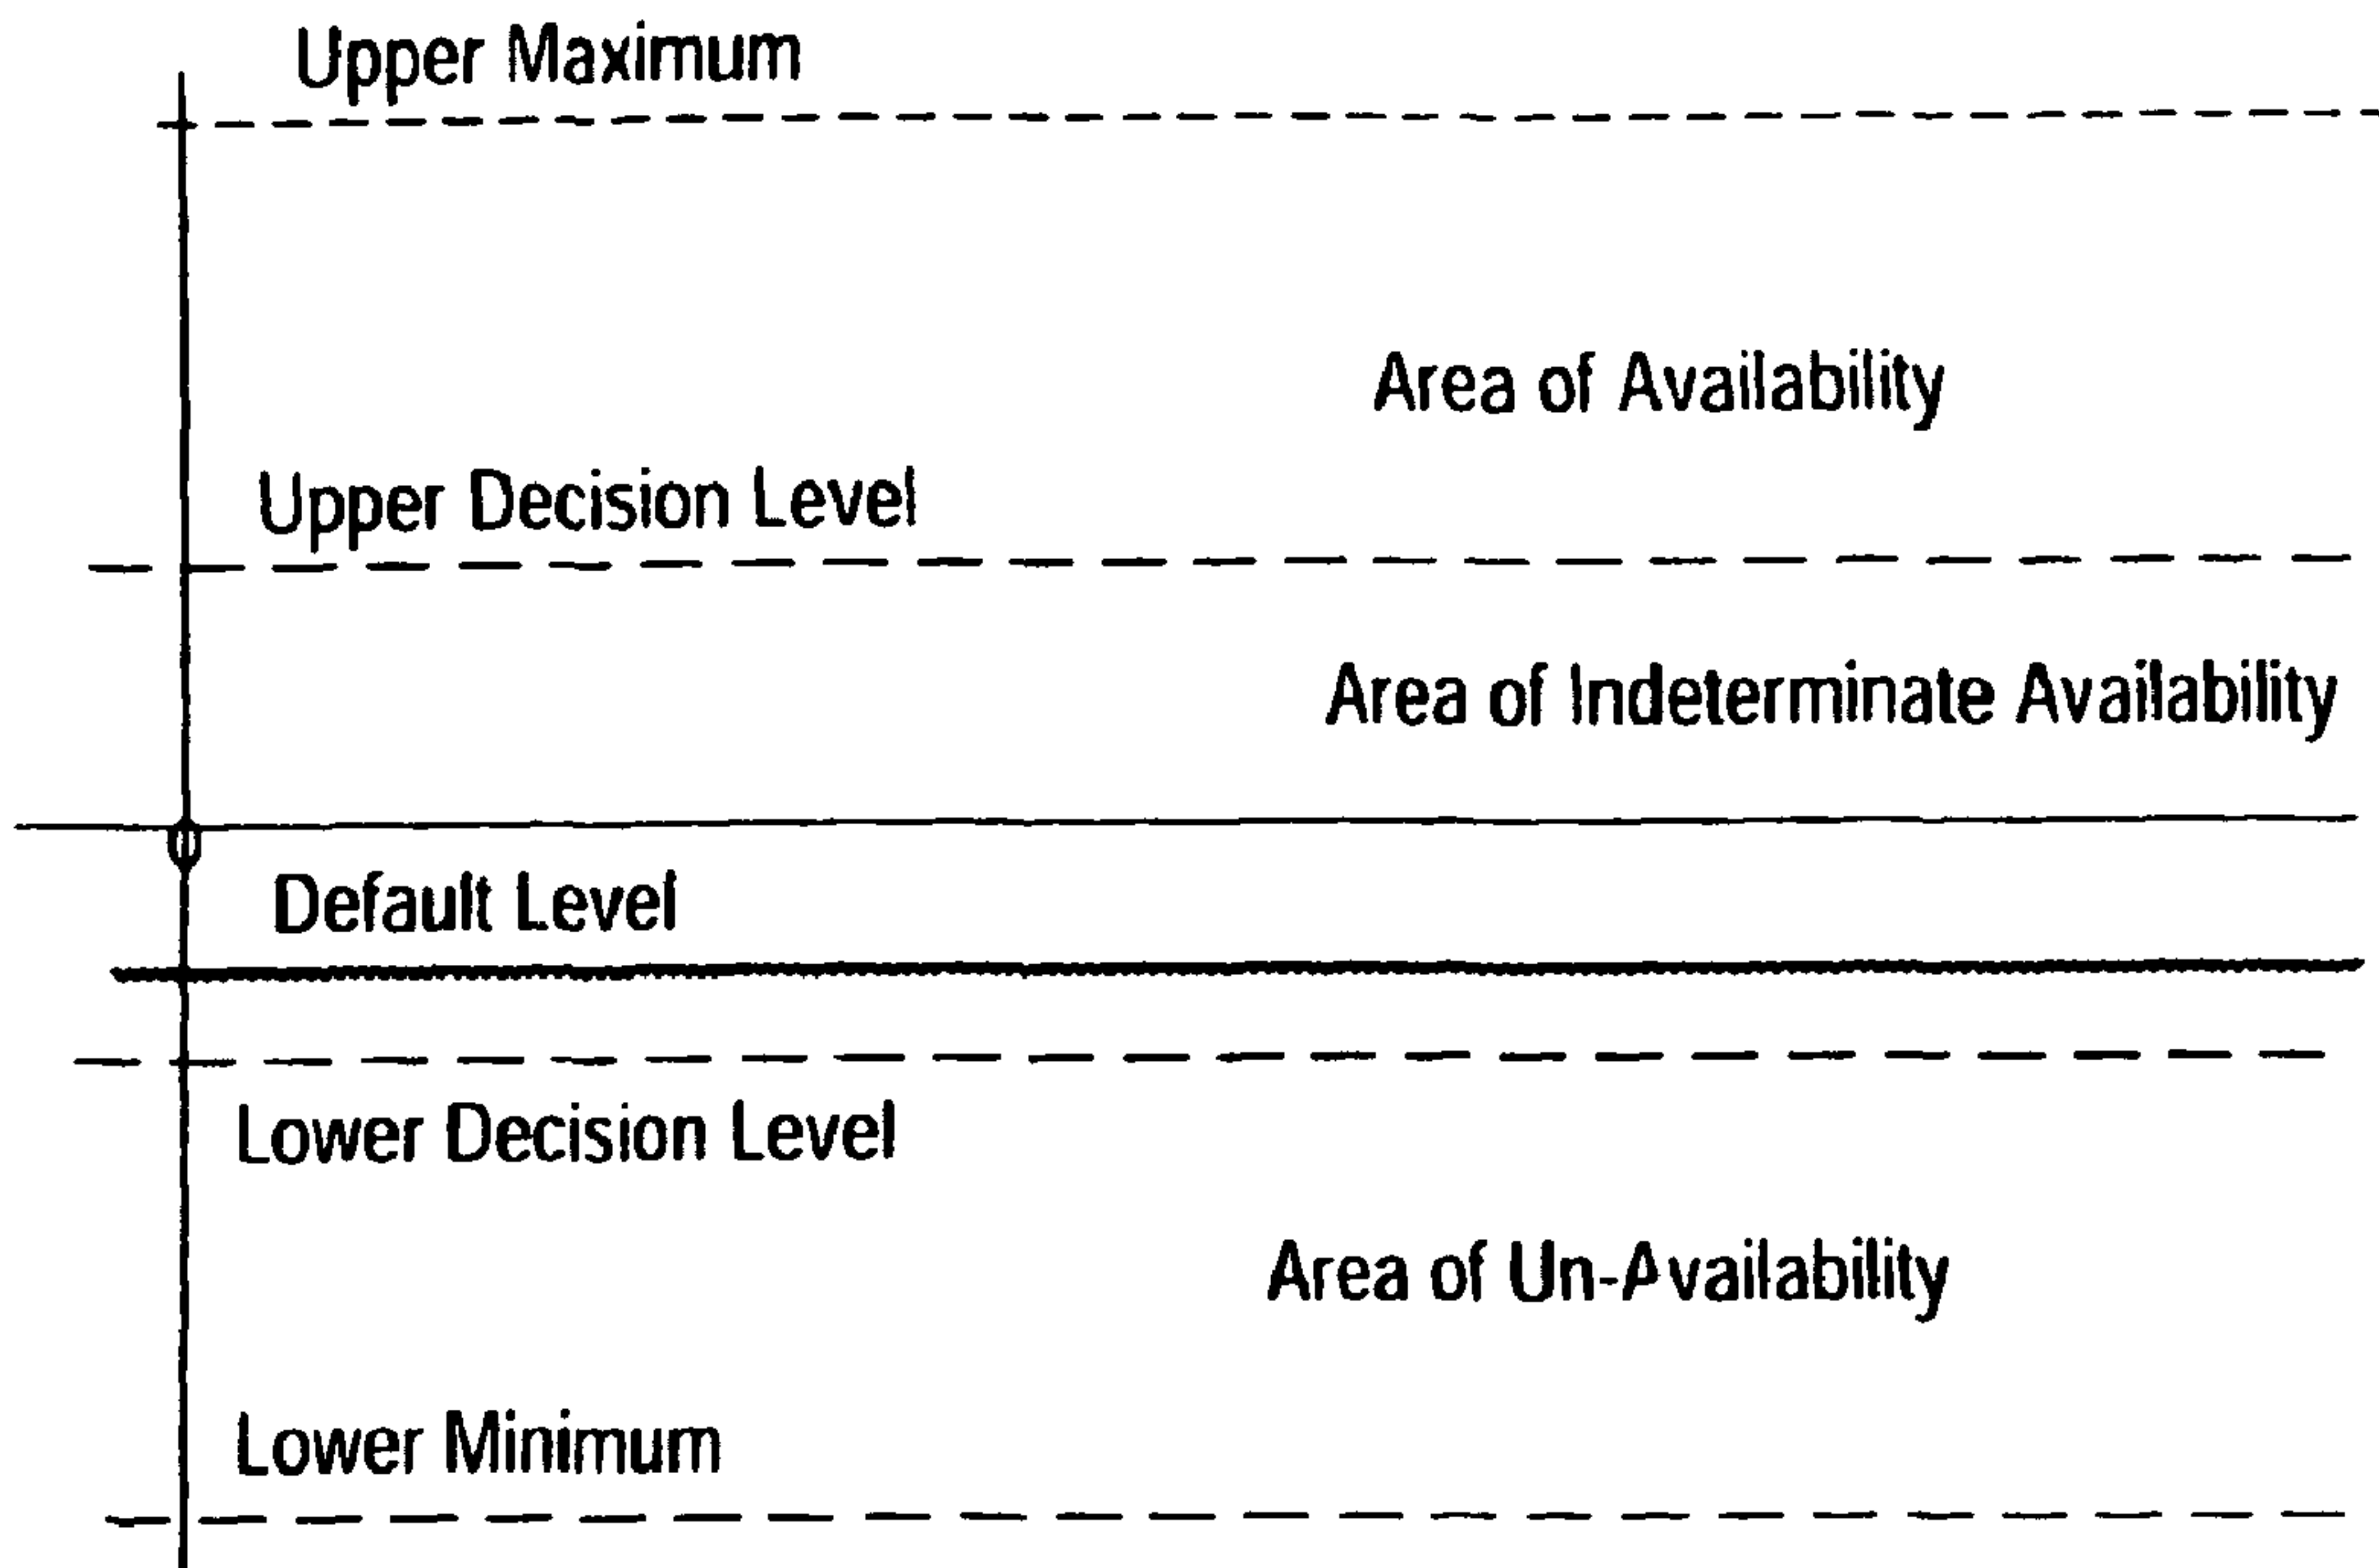 Upper Maximum
Area of Availability
Upper Decision Level
Area of Indeterminate Availability
0
Default Level
Lower Decision Level
Area of Un-Availability
Lower Minimum